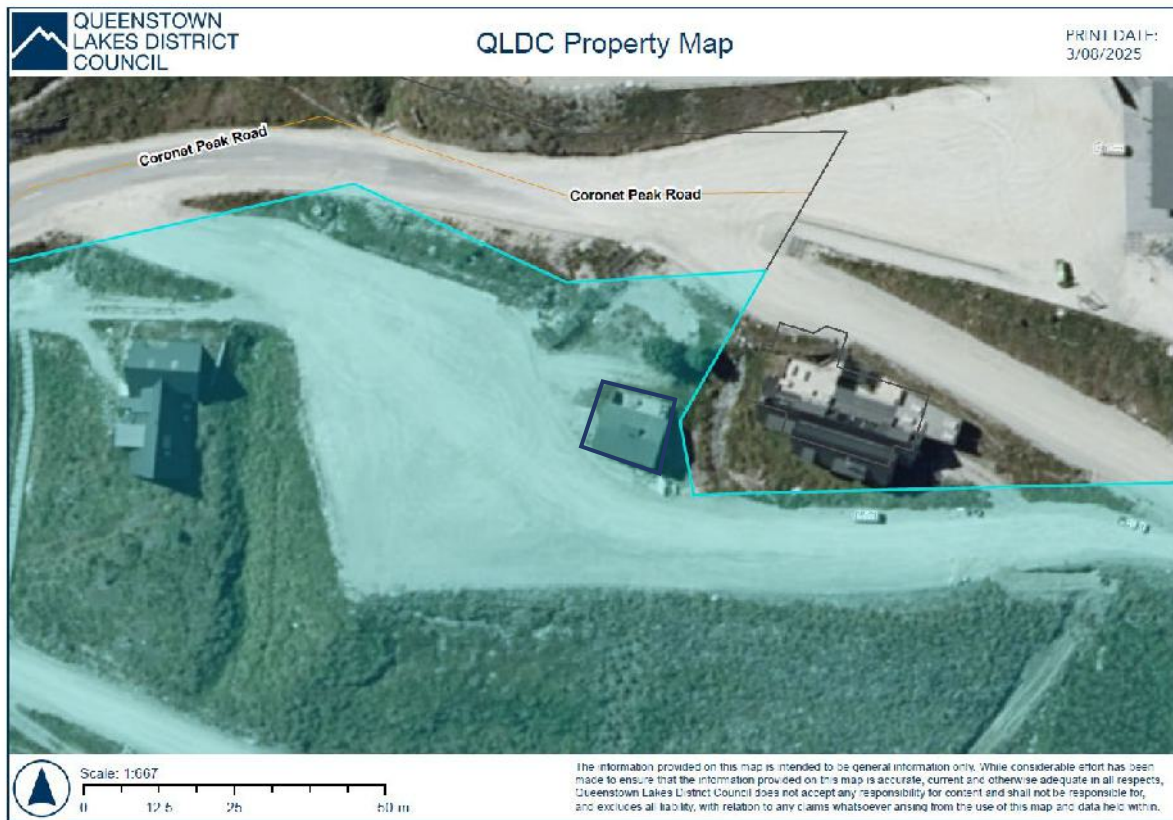 QUEENSTOWN
LAKES DISTRICT
COUNCIL
QLDC Property Map
PRINT DATE:
3/08/2025
Coronet Peak Road
Coronet Peak Road
Scale: 1:667
0 12.5 25 50 m
The information provided on this map is intended to be general information only. While considerable effort has been
made to ensure that the information provided on this map is accurate, current and otherwise adequate in all respects,
Queenstown Lakes District Council does not accept any responsibility for content and shall not be responsible for,
and excludes all liability, with relation to any claims whatsoever arising from the use of this map and data held within.